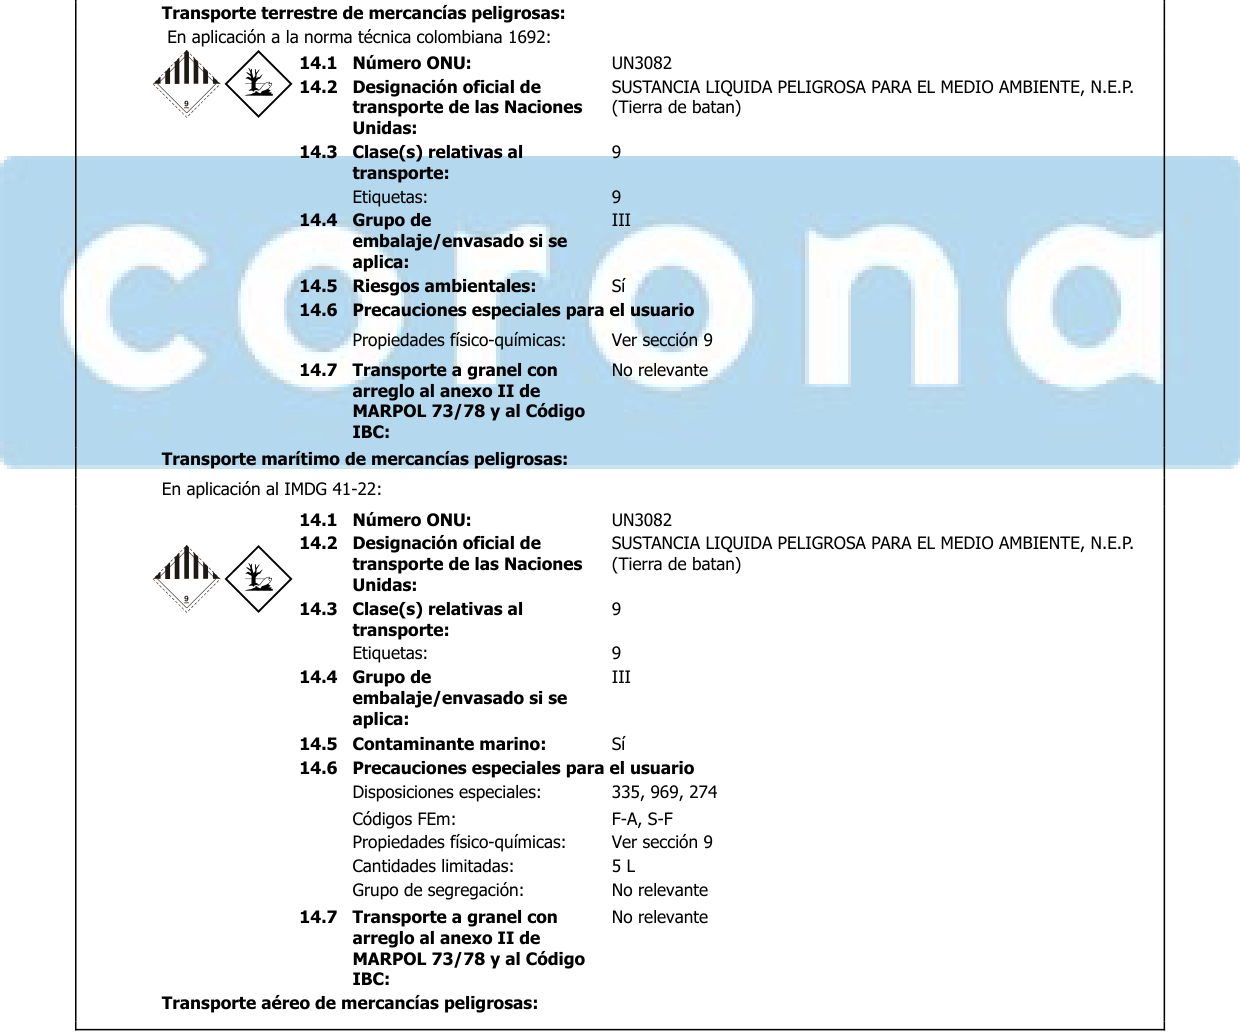 Transporte terrestre de mercancías peligrosas:
En aplicación a la norma técnica colombiana 1692:
14.1 Número ONU: UN3082
14.2 Designación oficial de SUSTANCIA LIQUIDA PELIGROSA PARA EL MEDIO AMBIENTE, N.E.P.
transporte de las Naciones (Tierra de batan)
Unidas:
9
14.3 Clase(s) relativas al 9
transporte:
Etiquetas: 9
14.4 Grupo de III
embalaje/envasado si se
aplica:
corona
14.5 Riesgos ambientales: Sí
14.6 Precauciones especiales para el usuario
Propiedades físico-químicas: Ver sección 9
14.7 Transporte a granel con No relevante
arreglo al anexo II de
MARPOL 73/78 y al Código
IBC:
Transporte marítimo de mercancías peligrosas:
En aplicación al IMDG 41-22:
14.1 Número ONU: UN3082
14.2 Designación oficial de SUSTANCIA LIQUIDA PELIGROSA PARA EL MEDIO AMBIENTE, N.E.P.
transporte de las Naciones (Tierra de batan)
Unidas:
9
14.3 Clase(s) relativas al 9
transporte:
Etiquetas: 9
14.4 Grupo de III
embalaje/envasado si se
aplica:
14.5 Contaminante marino: Sí
14.6 Precauciones especiales para el usuario
Disposiciones especiales: 335, 969, 274
Códigos FEm: F-A, S-F
Propiedades físico-químicas: Ver sección 9
Cantidades limitadas: 5 L
Grupo de segregación: No relevante
14.7 Transporte a granel con No relevante
arreglo al anexo II de
MARPOL 73/78 y al Código
IBC:
Transporte aéreo de mercancías peligrosas: